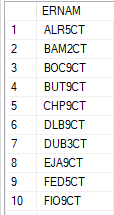 ERNAM
1 ALR5CT
2 BAM2CT
3 BOC9CT
4 BUT9CT
5 CHP9CT
6 DLB9CT
7 DUB3CT
8 EJA9CT
9 FED5CT
10 FIO9CT